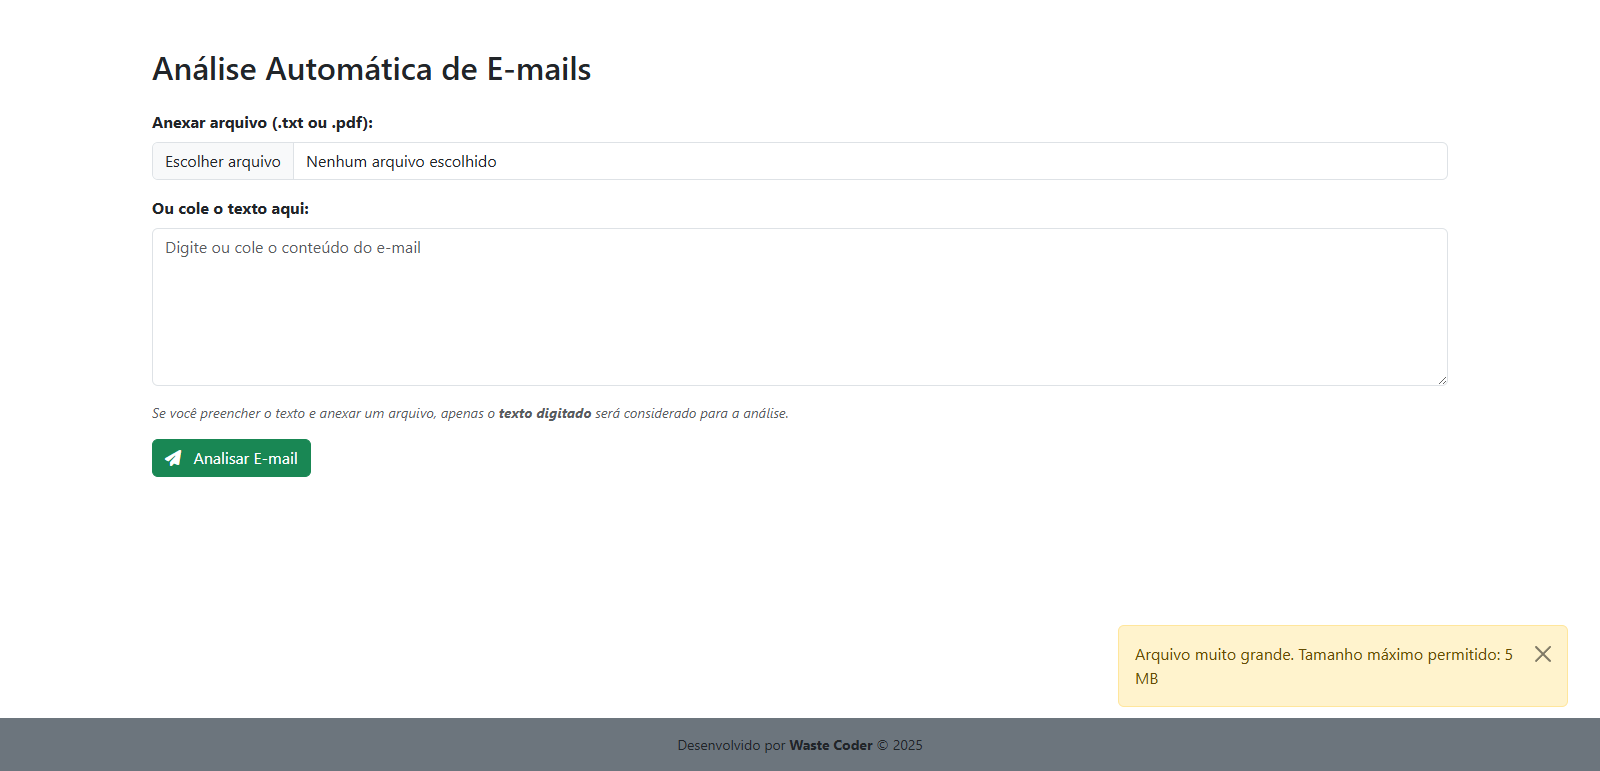 Análise Automática de E-mails
Anexar arquivo (.txt ou .pdf):
Escolher arquivo Nenhum arquivo escolhido
Ou cole o texto aqui:
Digite ou cole o conteúdo do e-mail
Se você preencher o texto e anexar um arquivo, apenas o texto digitado será considerado para a análise.
Analisar E-mail
Arquivo muito grande. Tamanho máximo permitido: 5
MB
Desenvolvido por Waste Coder © 2025